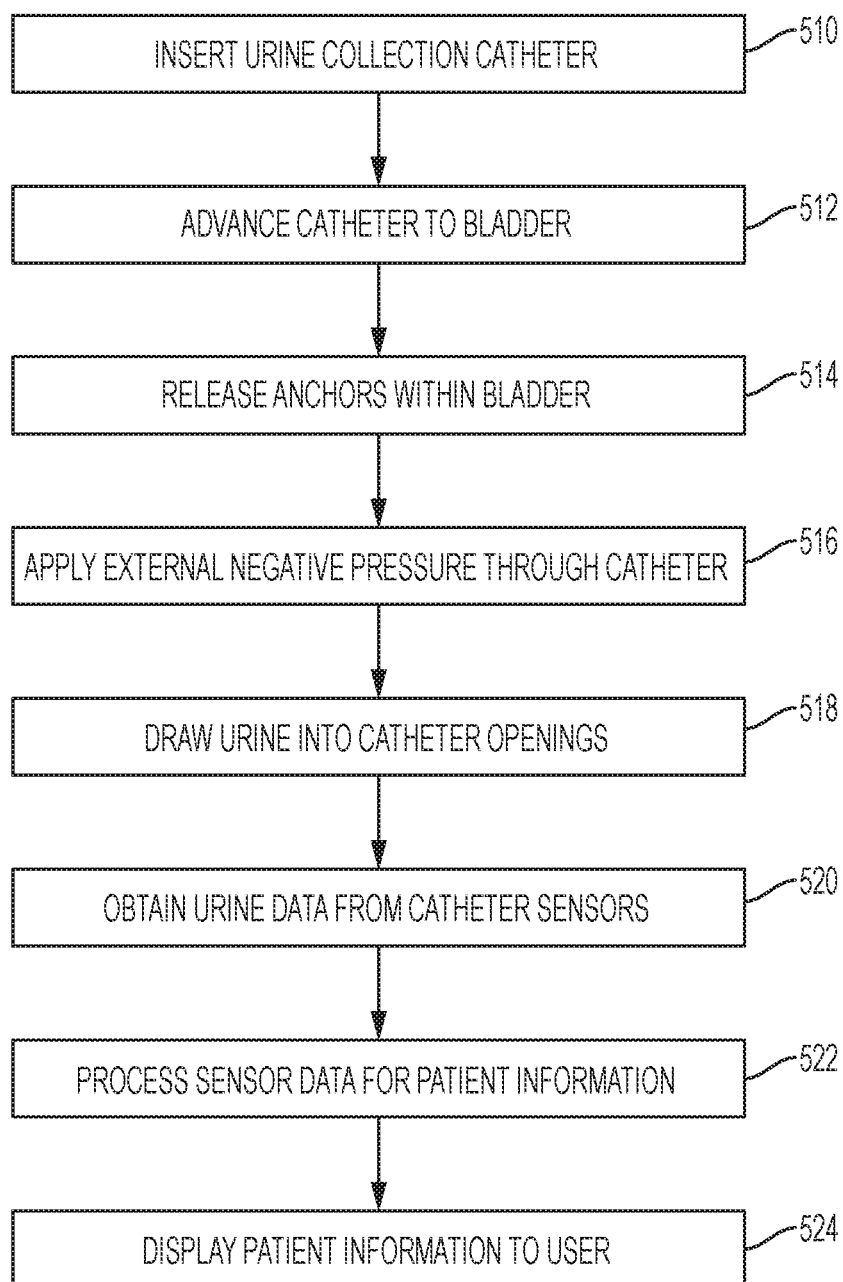 INSERT URINE COLLECTION CATHETER
510
ADVANCE CATHETER TO BLADDER
512
RELEASE ANCHORS WITHIN BLADDER
514
APPLY EXTERNAL NEGATIVE PRESSURE THROUGH CATHETER
516
DRAW URINE INTO CATHETER OPENINGS
518
OBTAIN URINE DATA FROM CATHETER SENSORS
520
PROCESS SENSOR DATA FOR PATIENT INFORMATION
522
DISPLAY PATIENT INFORMATION TO USER
524